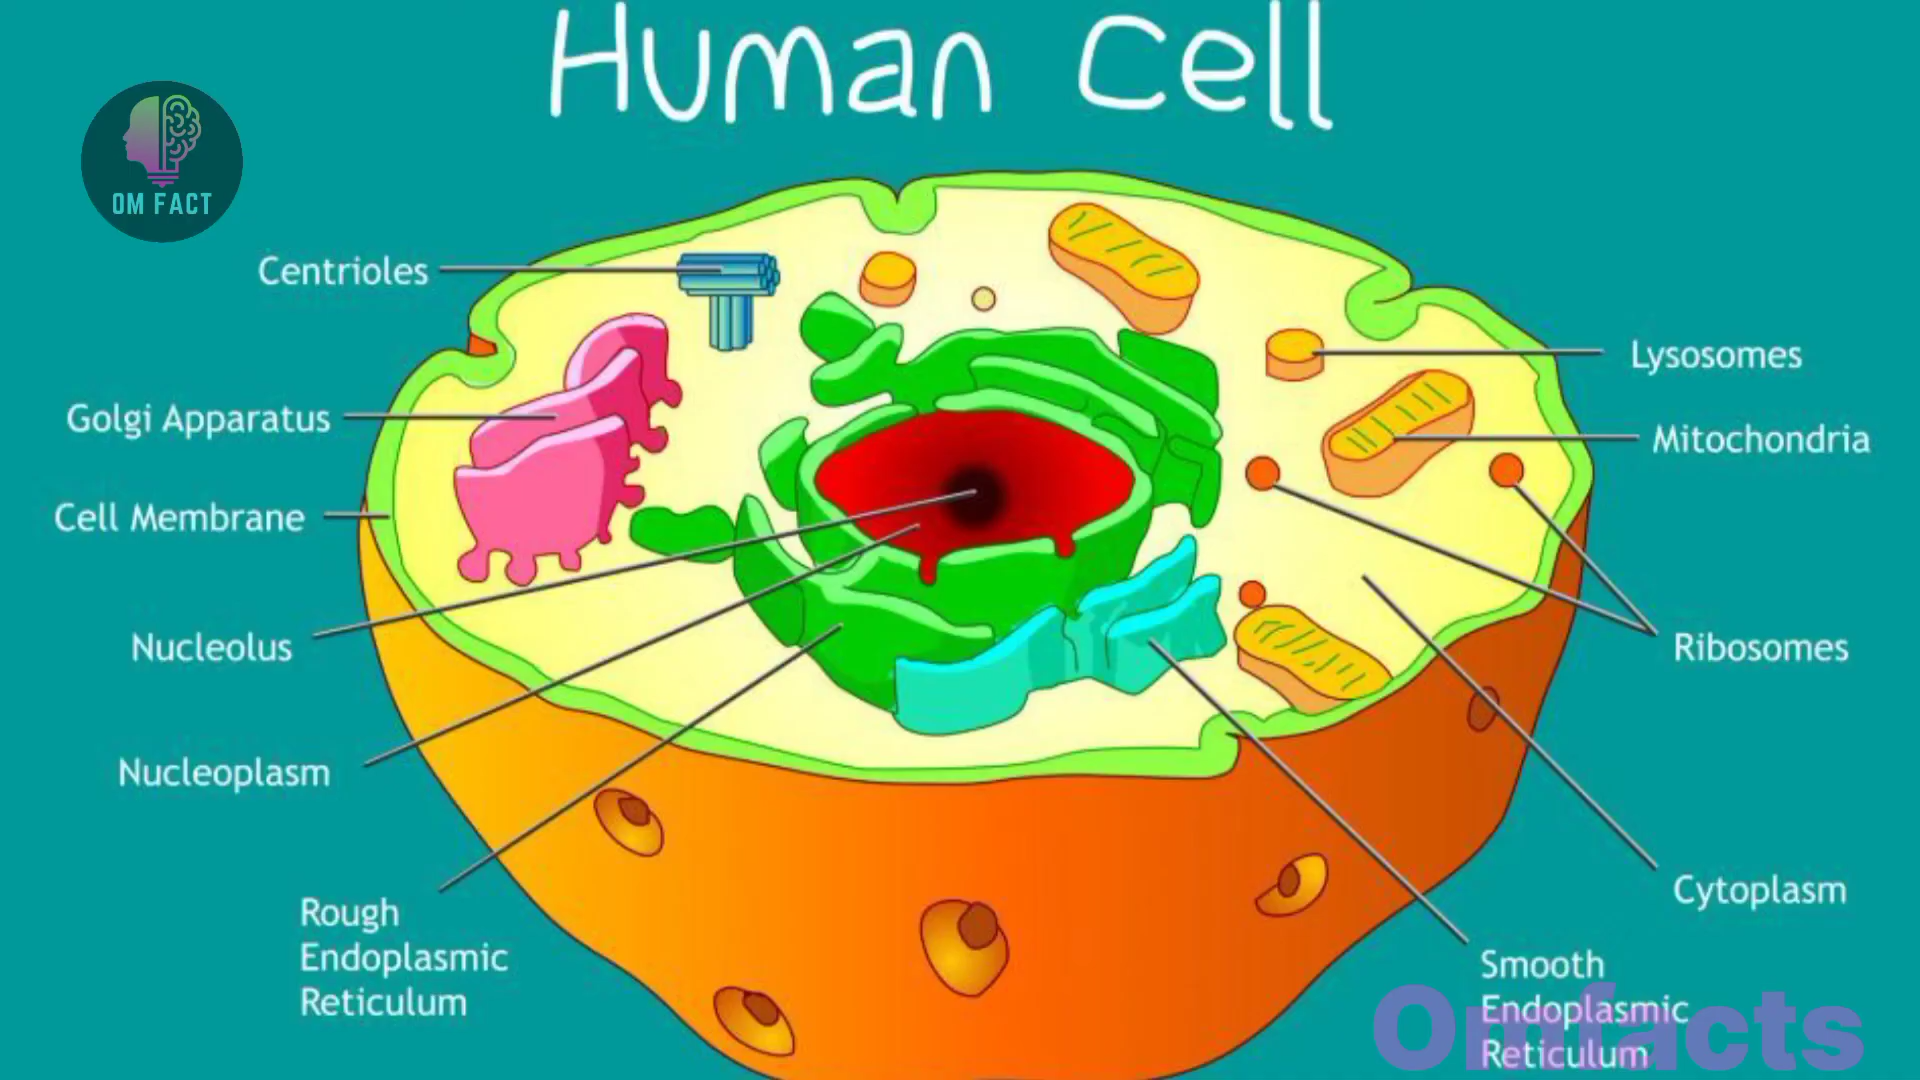 Human Cell
OM FACT
Centrioles
Golgi Apparatus
Cell Membrane
Nucleolus
Nucleoplasm
Rough
Endoplasmic
Reticulum
Lysosomes
Mitochondria
Ribosomes
Cytoplasm
Smooth
Endoplasmic
Reticulum
Omfacts